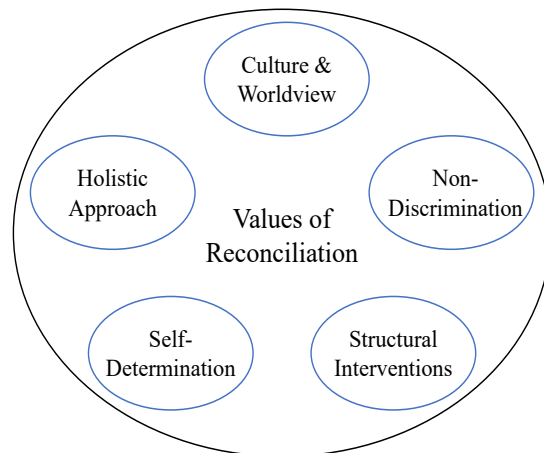 Culture &
Worldview
Holistic
Approach
Non-
Discrimination
Values of
Reconciliation
Self-
Determination
Structural
Interventions